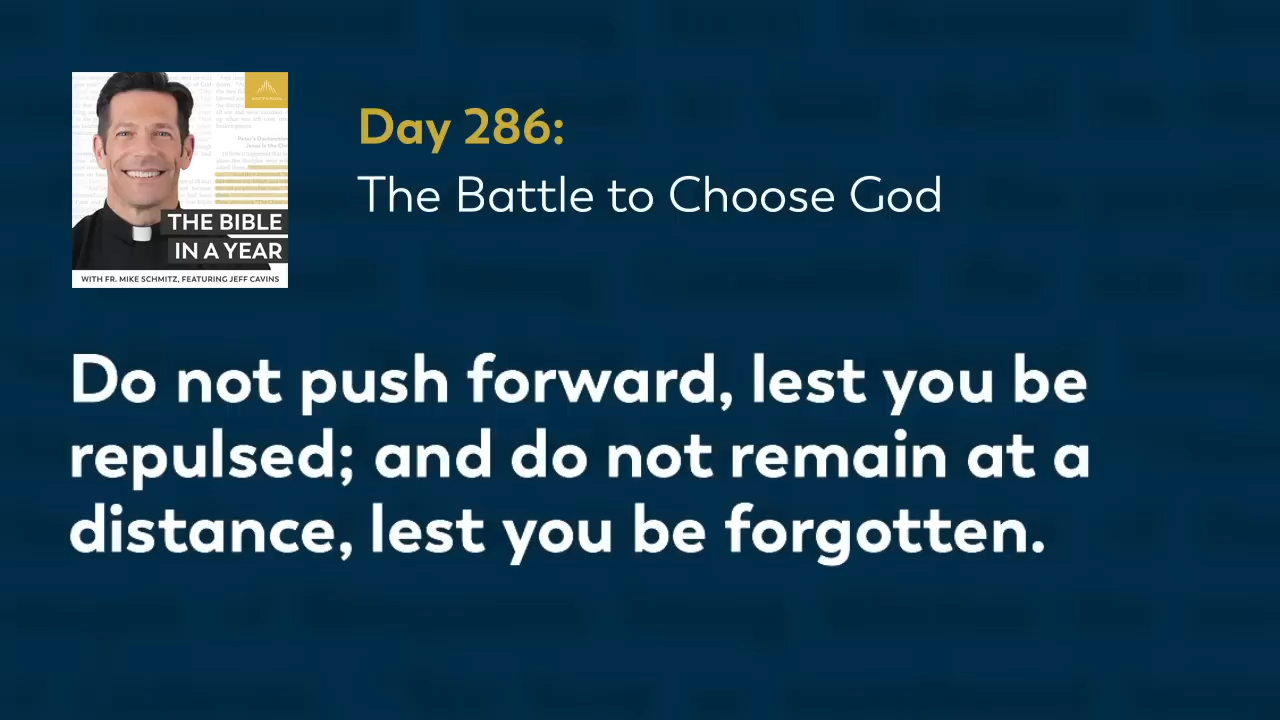 Day 286:
The Battle to Choose God
THE BIBLE
IN A YEAR
WITH FR. MIKE SCHMITZ, FEATURING JEFF CAVINS
Do not push forward, lest you be
repulsed; and do not remain at a
distance, lest you be forgotten.